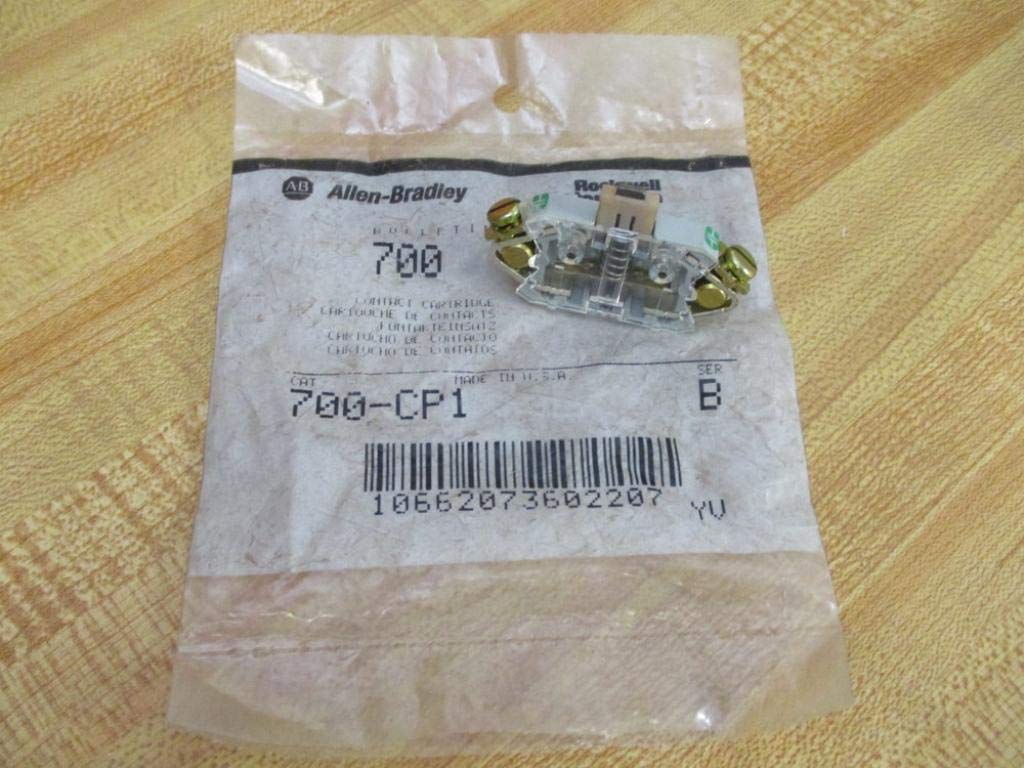 AB Allen-Bradley
Rockwell
BULLETI
700
CONTACT CARTRIDGE
CARTOUCHE DE CONTACTS
KONTAKTEINSATZ
CARTUCHO DE CONTACTO
CARTUCHO DE CONTATOS
CAT MADE IN U.S.A. SER
700-CP1 B
10662073602207 YV